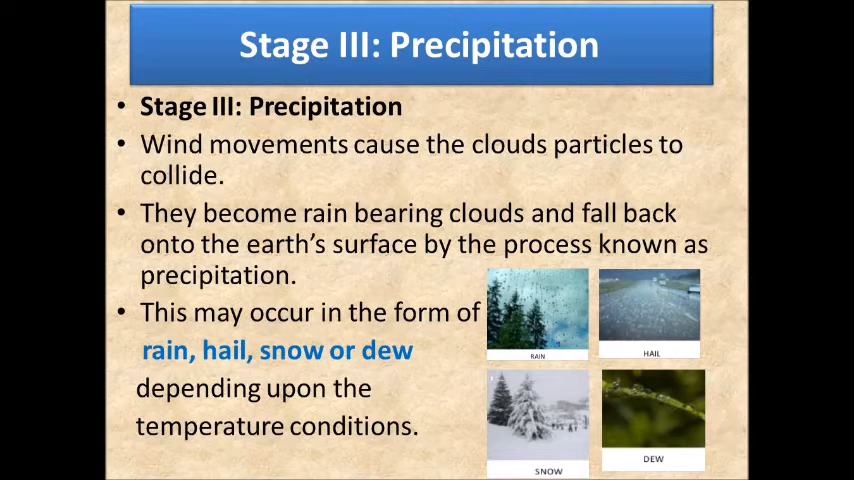 Stage III: Precipitation
• Stage III: Precipitation
• Wind movements cause the clouds particles to
collide.
• They become rain bearing clouds and fall back
onto the earth's surface by the process known as
precipitation.
• This may occur in the form of
rain, hail, snow or dew
depending upon the
temperature conditions.
RAIN
HAIL
SNOW
DEW